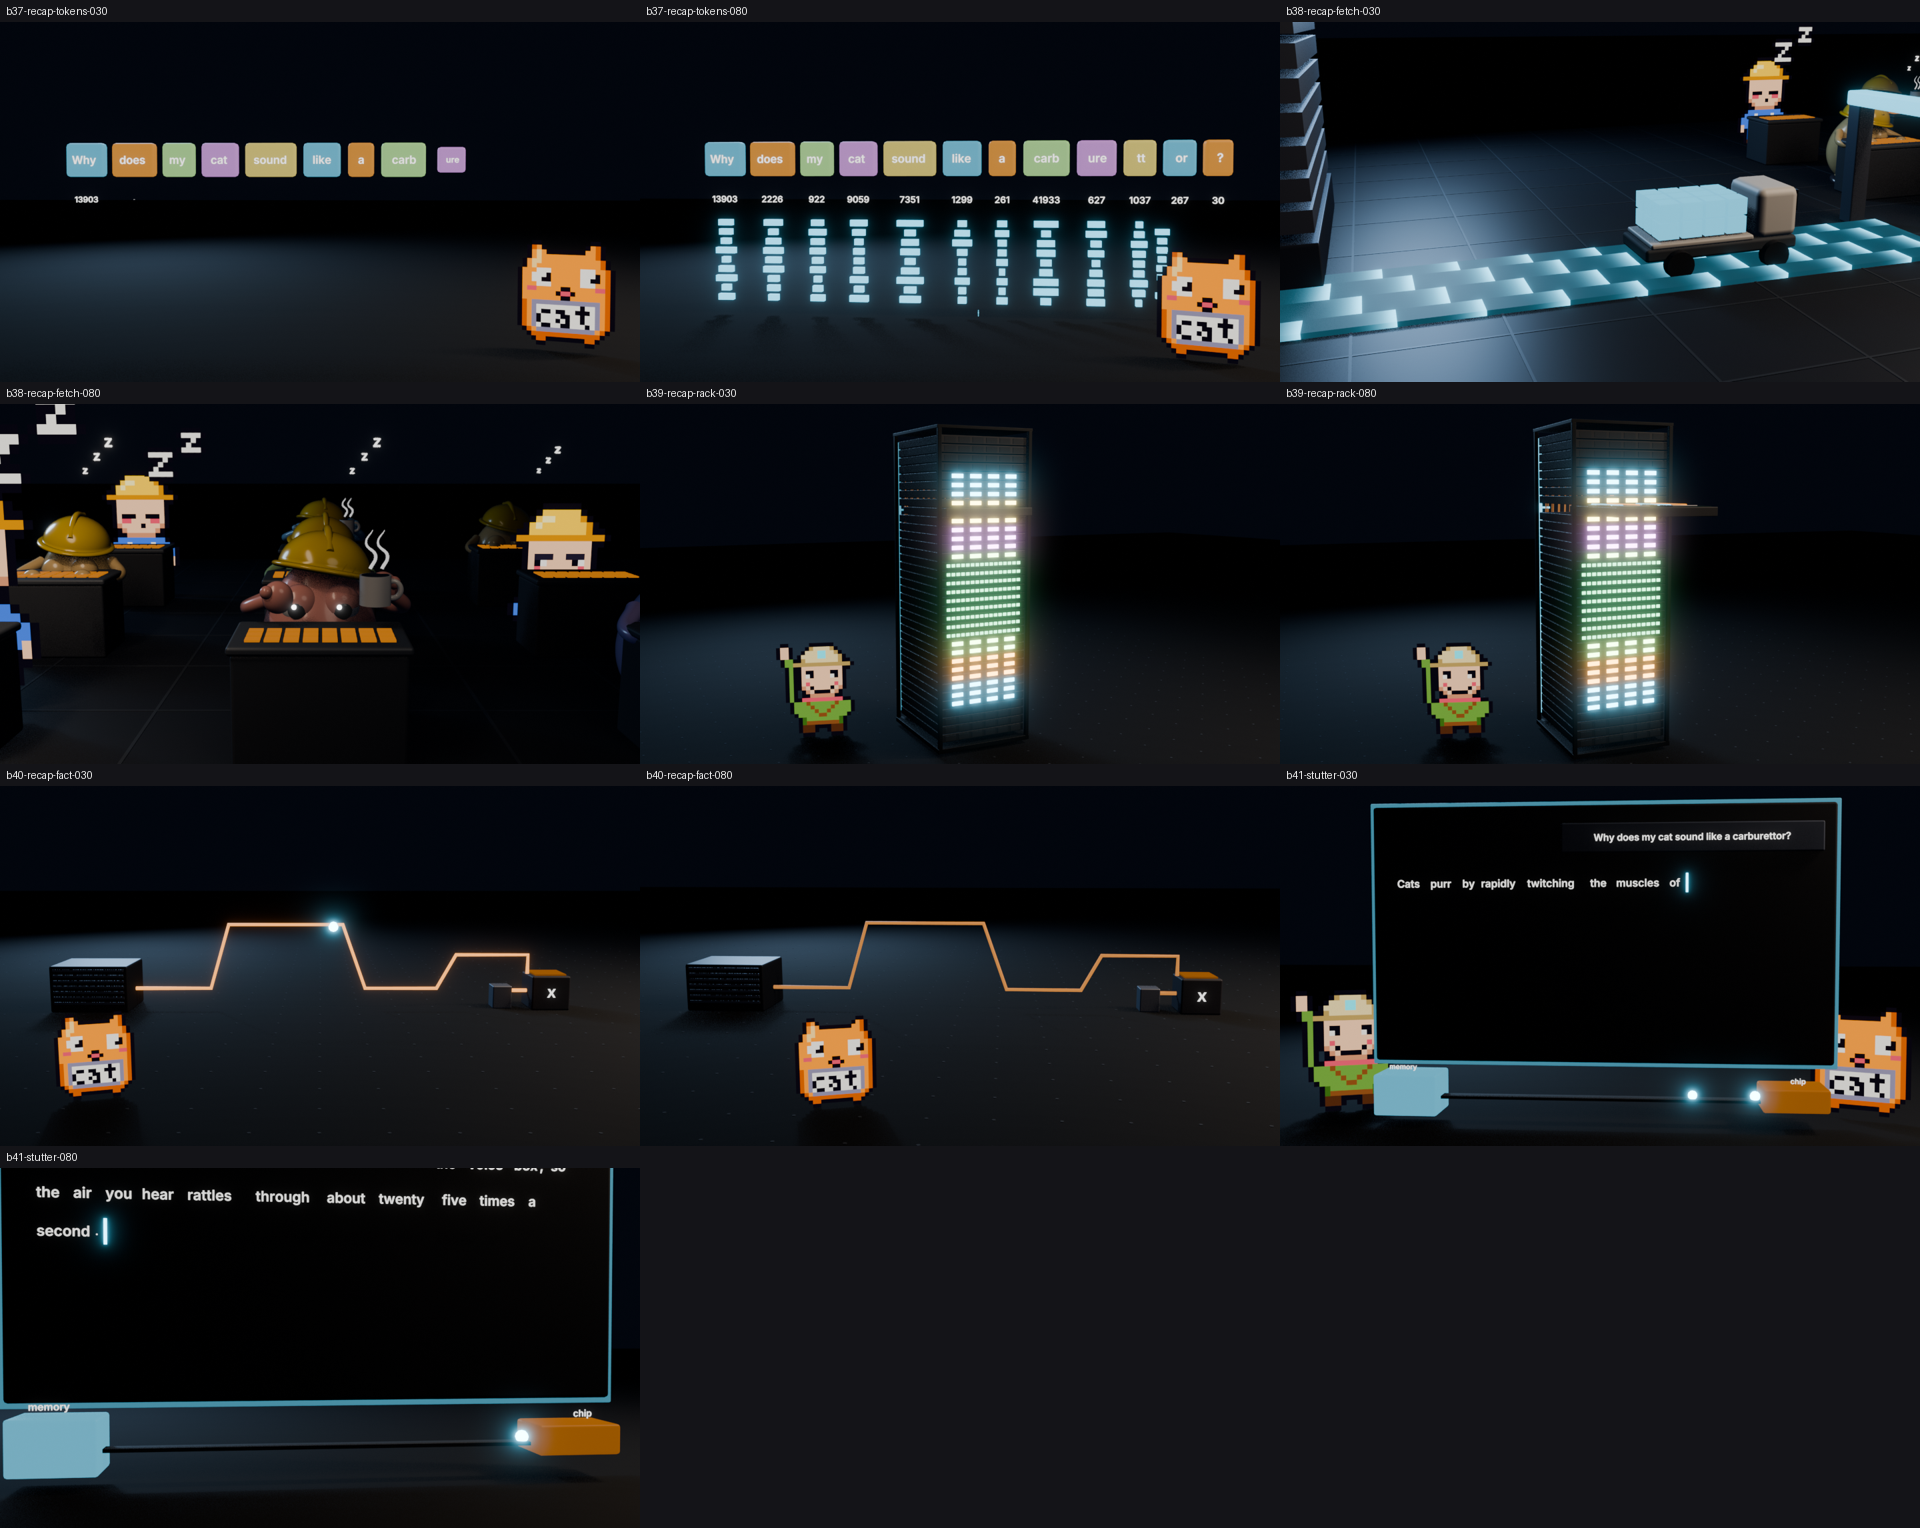 b37-recap-tokens-030
Why does my cat sound like a carb ure
13903
cat
b37-recap-tokens-080
Why does my cat sound like a carb ure tt or ?
13903 2226 922 9059 7351 1299 261 41933 627 1037 267 30
cat
b38-recap-fetch-030
z z
z
b38-recap-fetch-080
z z z z z z z z z z z
b39-recap-rack-030
b39-recap-rack-080
b40-recap-fact-030
X
cat
b40-recap-fact-080
X
cat
b41-stutter-030
Why does my cat sound like a carburettor?
Cats purr by rapidly twitching the muscles of
memory
chip
cat
b41-stutter-080
the air you hear rattles through about twenty five times a
second .
memory
chip